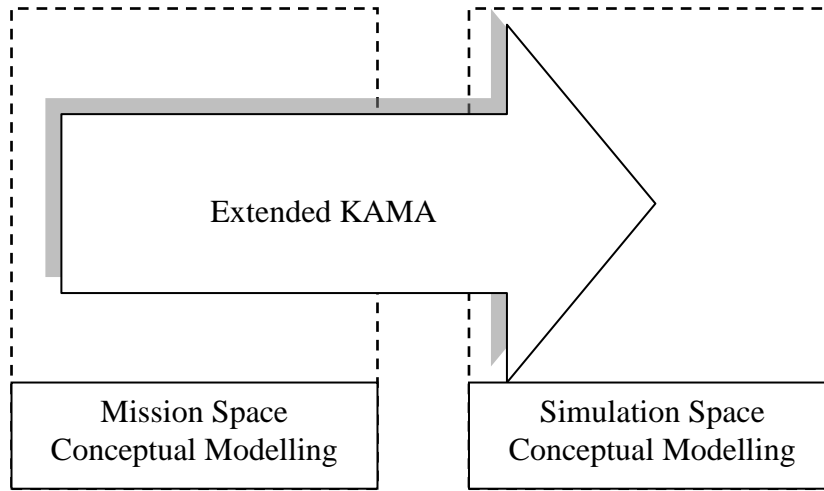 Extended KAMA
Mission Space
Conceptual Modelling
Simulation Space
Conceptual Modelling